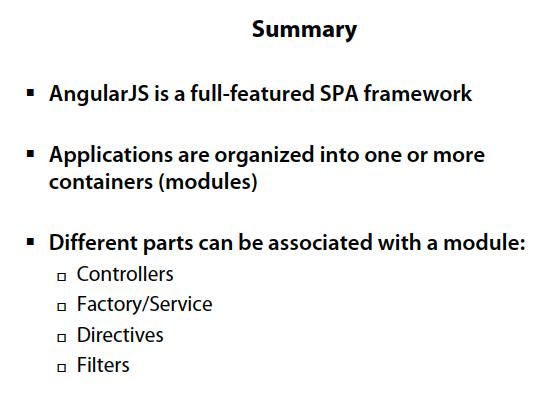 Summary
▪ AngularJS is a full-featured SPA framework
▪ Applications are organized into one or more
containers (modules)
▪ Different parts can be associated with a module:
▫ Controllers
▫ Factory/Service
▫ Directives
▫ Filters